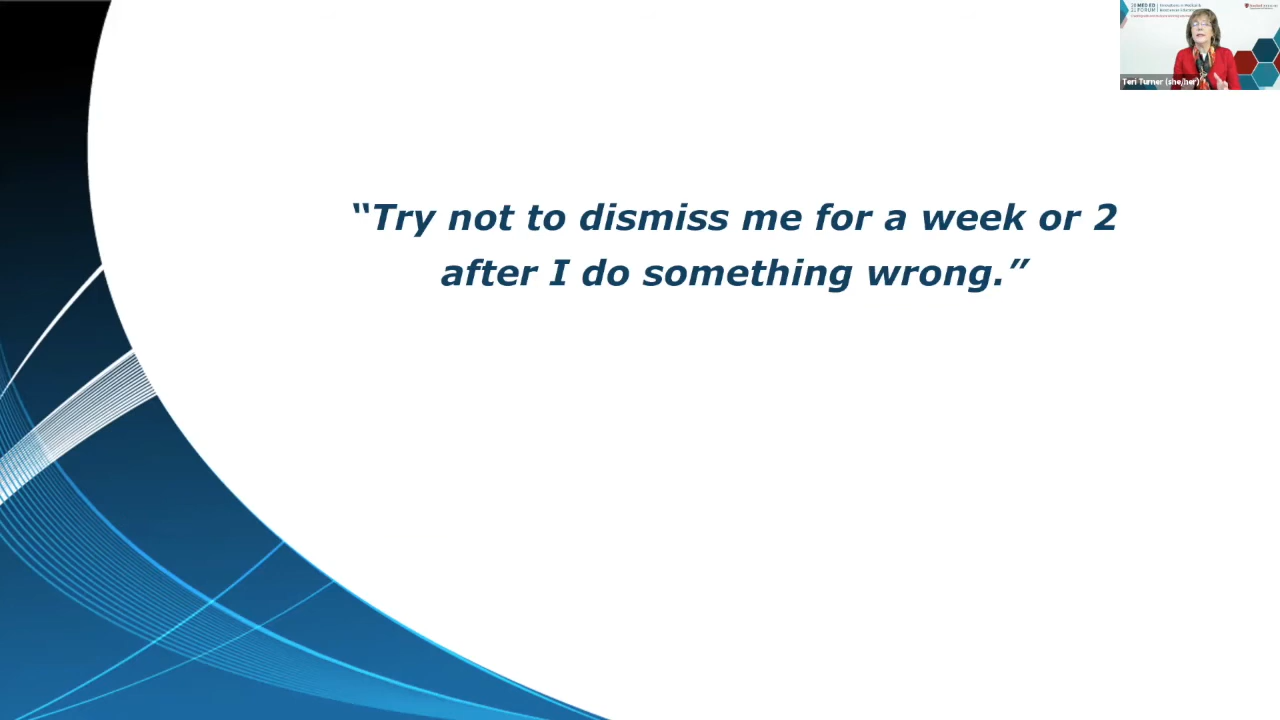 “Try not to dismiss me for a week or 2
after I do something wrong.”
Teri Turner (she/her)